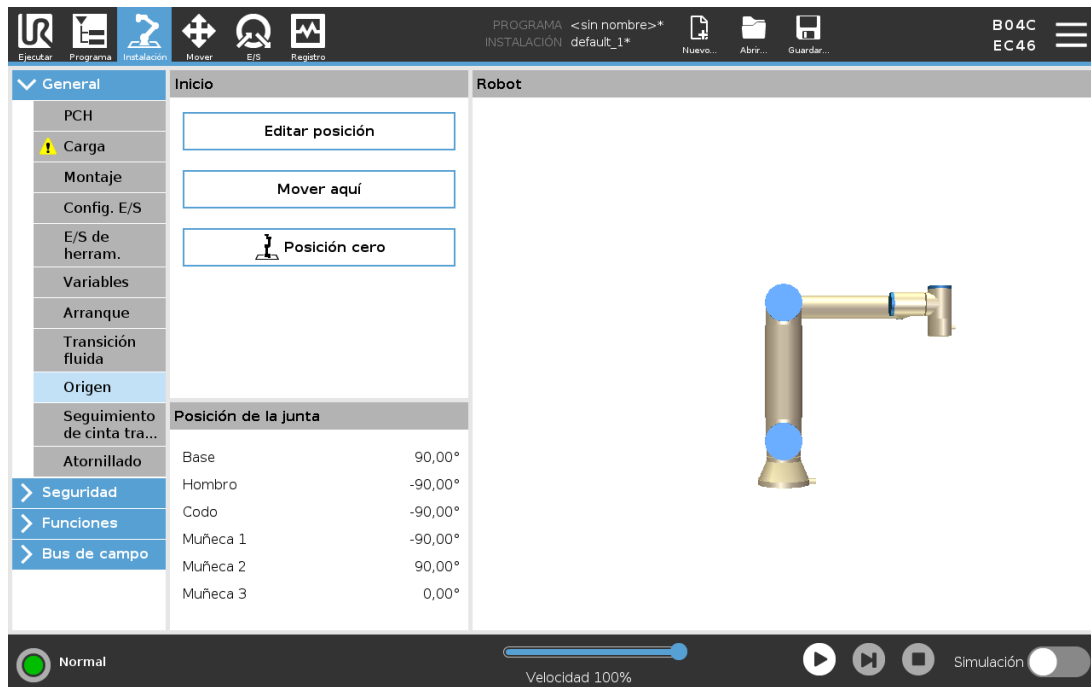 UR
Ejecutar
Programa
Instalación
Mover
E/S
Registro
PROGRAMA <sin nombre>*
INSTALACIÓN default_1*
Nuevo...
Abrir...
Guardar...
B04C
EC46
General
PCH
Carga
Montaje
Config. E/S
E/S de
herram.
Variables
Arranque
Transición
fluida
Origen
Seguimiento
de cinta tra...
Atornillado
Seguridad
Funciones
Bus de campo
Inicio
Editar posición
Mover aquí
Posición cero
Posición de la junta
Base 90,00°
Hombro -90,00°
Codo -90,00°
Muñeca 1 -90,00°
Muñeca 2 90,00°
Muñeca 3 0,00°
Robot
Normal
Velocidad 100%
Simulación